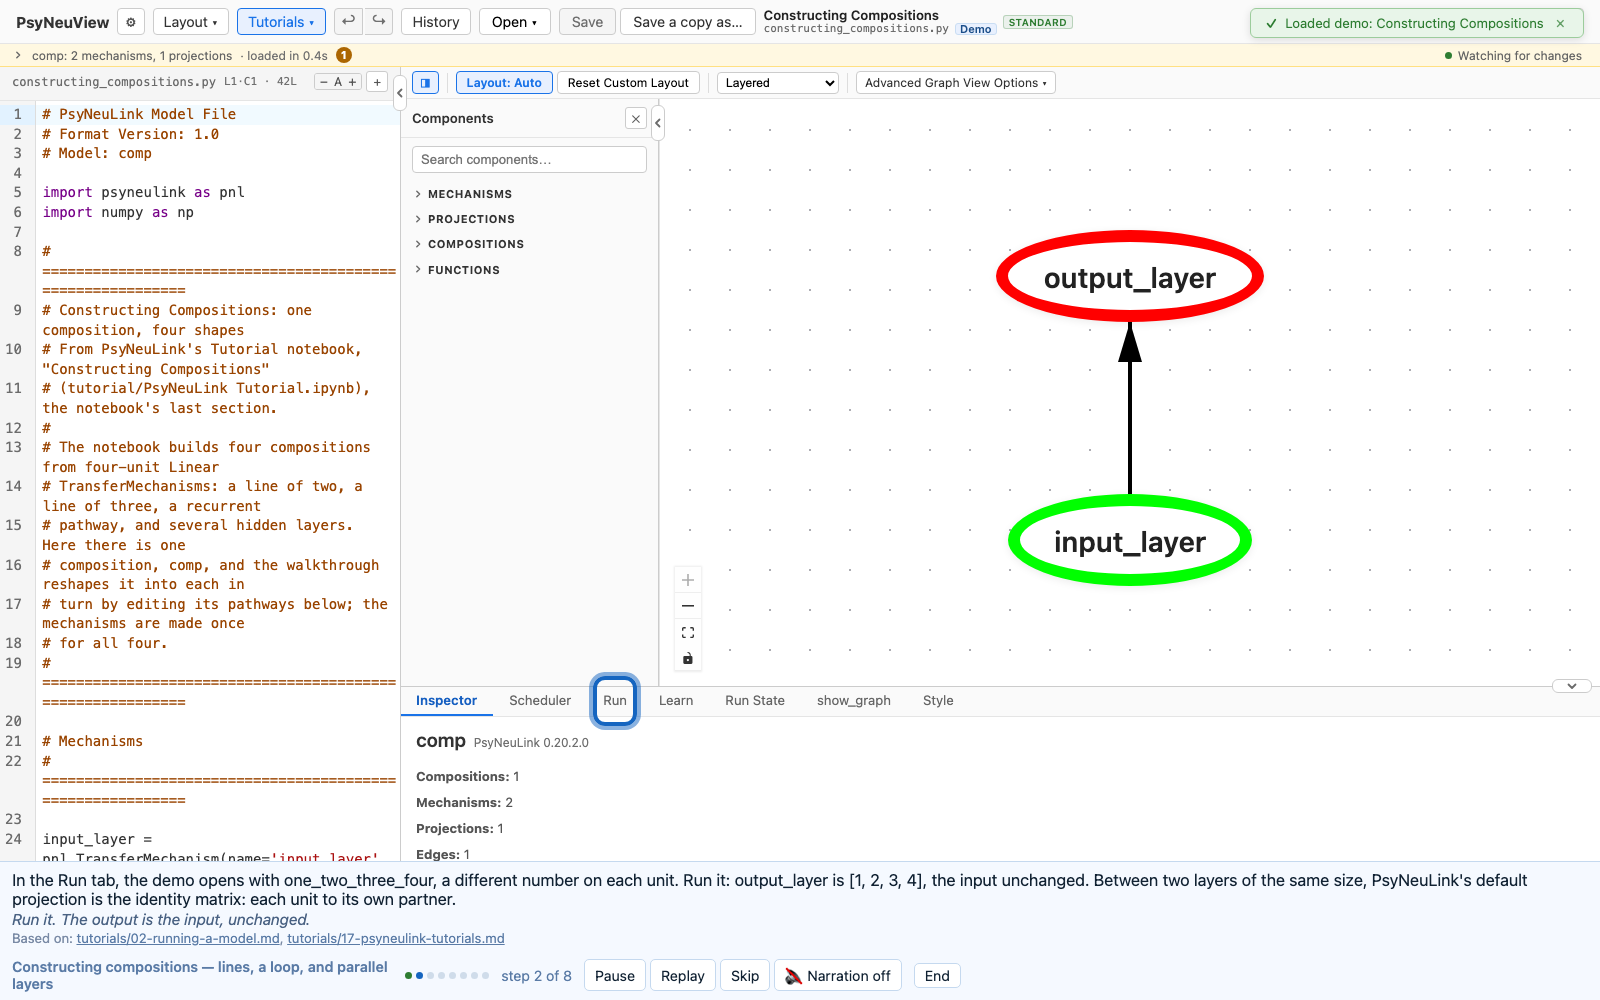 PsyNeuView ⚙ Layout ▾ Tutorials ▾ ↩ ↪ History Open ▾ Save Save a copy as... Constructing Compositions
constructing_compositions.py Demo STANDARD
✓ Loaded demo: Constructing Compositions ×
comp: 2 mechanisms, 1 projections · loaded in 0.4s 1
Watching for changes
constructing_compositions.py L1:C1 · 42L − A + +
Layout: Auto Reset Custom Layout Layered Advanced Graph View Options ▾
1 # PsyNeuLink Model File
2 # Format Version: 1.0
3 # Model: comp
4
5 import psyneulink as pnl
6 import numpy as np
7
8 #
==========================================
=================
9 # Constructing Compositions: one
composition, four shapes
10 # From PsyNeuLink's Tutorial notebook,
"Constructing Compositions"
11 # (tutorial/PsyNeuLink Tutorial.ipynb),
the notebook's last section.
12 #
13 # The notebook builds four compositions
from four-unit Linear
14 # TransferMechanisms: a line of two, a
line of three, a recurrent
15 # pathway, and several hidden layers.
Here there is one
16 # composition, comp, and the walkthrough
reshapes it into each in
17 # turn by editing its pathways below; the
mechanisms are made once
18 # for all four.
19 #
==========================================
=================
20
21 # Mechanisms
22 #
==========================================
=================
23
24 input_layer =
pnl.TransferMechanism(name='input_layer',
Components ×
Search components...
MECHANISMS
PROJECTIONS
COMPOSITIONS
FUNCTIONS
output_layer
input_layer
Inspector Scheduler Run Learn Run State show_graph Style
comp PsyNeuLink 0.20.2.0
Compositions: 1
Mechanisms: 2
Projections: 1
Edges: 1
In the Run tab, the demo opens with one_two_three_four, a different number on each unit. Run it: output_layer is [1, 2, 3, 4], the input unchanged. Between two layers of the same size, PsyNeuLink's default
projection is the identity matrix: each unit to its own partner.
Run it. The output is the input, unchanged.
Based on: tutorials/02-running-a-model.md, tutorials/17-psyneulink-tutorials.md
Constructing compositions — lines, a loop, and parallel
layers
step 2 of 8 Pause Replay Skip Narration off End